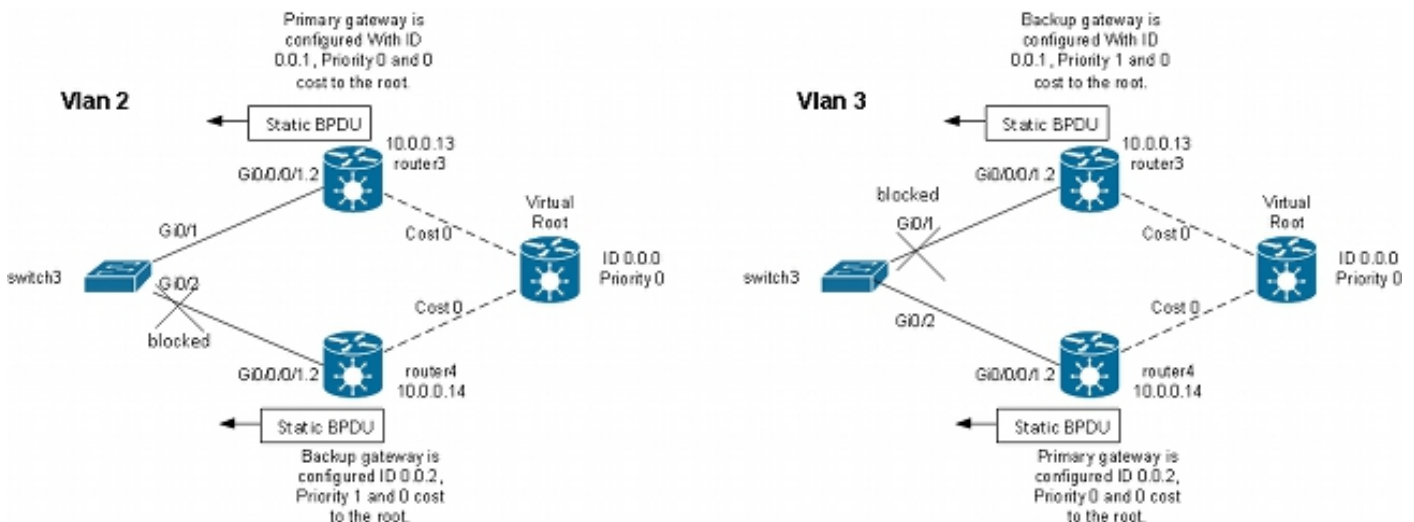 Primary gateway is
configured With ID
0.0.1, Priority 0 and 0
cost to the root.
Vlan 2
Static BPDU
10.0.0.13
router3
Gi0/0/0/1.2
Gi0/1
Cost 0
Virtual
Root
ID 0.0.0
Priority 0
switch3
Gi0/2
blocked
Cost 0
Gi0/0/0/1.2
router4
10.0.0.14
Static BPDU
Backup gateway is
configured ID 0.0.2,
Priority 1 and 0 cost
to the root.
Backup gateway is
configured With ID
0.0.1, Priority 1 and 0
cost to the root.
Vlan 3
Static BPDU
10.0.0.13
router3
Gi0/0/0/1.2
blocked
Gi0/1
Cost 0
Virtual
Root
ID 0.0.0
Priority 0
switch3
Gi0/2
Cost 0
Gi0/0/0/1.2
router4
10.0.0.14
Static BPDU
Primary gateway is
configured ID 0.0.2,
Priority 0 and 0 cost
to the root.